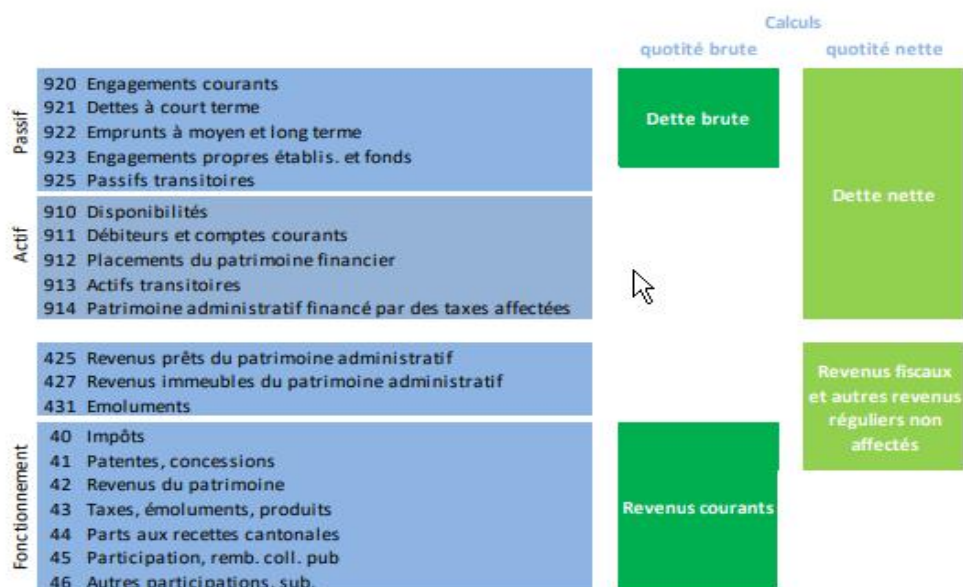 Calculs
quotité brute
quotité nette
Passif
920 Engagements courants
921 Dettes à court terme
922 Emprunts à moyen et long terme
923 Engagements propres établis. et fonds
925 Passifs transitoires
Dette brute
Dette nette
Actif
910 Disponibilités
911 Débiteurs et comptes courants
912 Placements du patrimoine financier
913 Actifs transitoires
914 Patrimoine administratif financé par des taxes affectées
425 Revenus prêts du patrimoine administratif
427 Revenus immeubles du patrimoine administratif
431 Emoluments
Revenus fiscaux
et autres revenus
réguliers non
affectés
Fonctionnement
40 Impôts
41 Patentes, concessions
42 Revenus du patrimoine
43 Taxes, émoluments, produits
44 Parts aux recettes cantonales
45 Participation, remb. coll. pub
46 Autres participations, sub.
Revenus courants